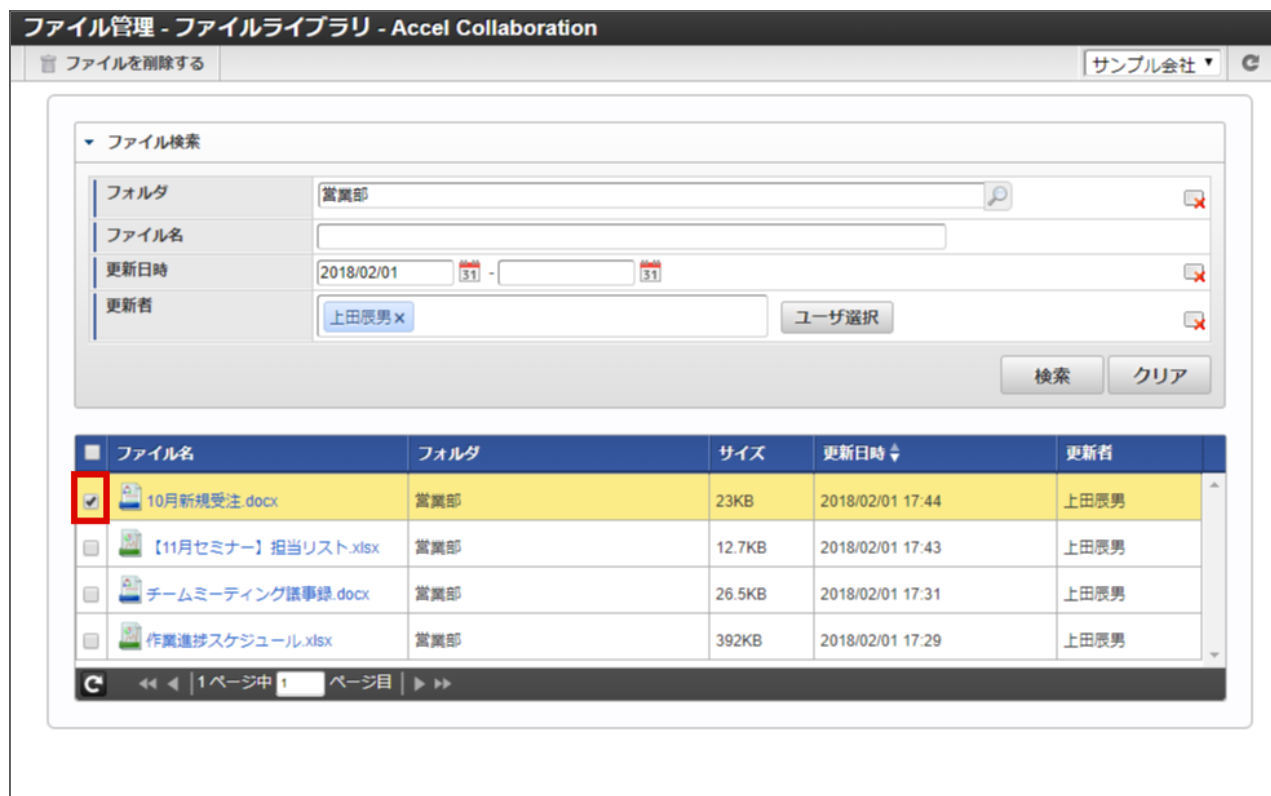 ファイル管理 - ファイルライブラリ - Accel Collaboration
ファイルを削除する サンプル会社
ファイル検索
フォルダ 営業部
ファイル名
更新日時 2018/02/01 31 - 31
更新者 上田辰男 ユーザ選択
検索 クリア
ファイル名 フォルダ サイズ 更新日時 更新者
10月新規受注.docx 営業部 23KB 2018/02/01 17:44 上田辰男
【11月セミナー】担当リスト.xlsx 営業部 12.7KB 2018/02/01 17:43 上田辰男
チームミーティング議事録.docx 営業部 26.5KB 2018/02/01 17:31 上田辰男
作業進捗スケジュール.xlsx 営業部 392KB 2018/02/01 17:29 上田辰男
1 ページ中 1 ページ目